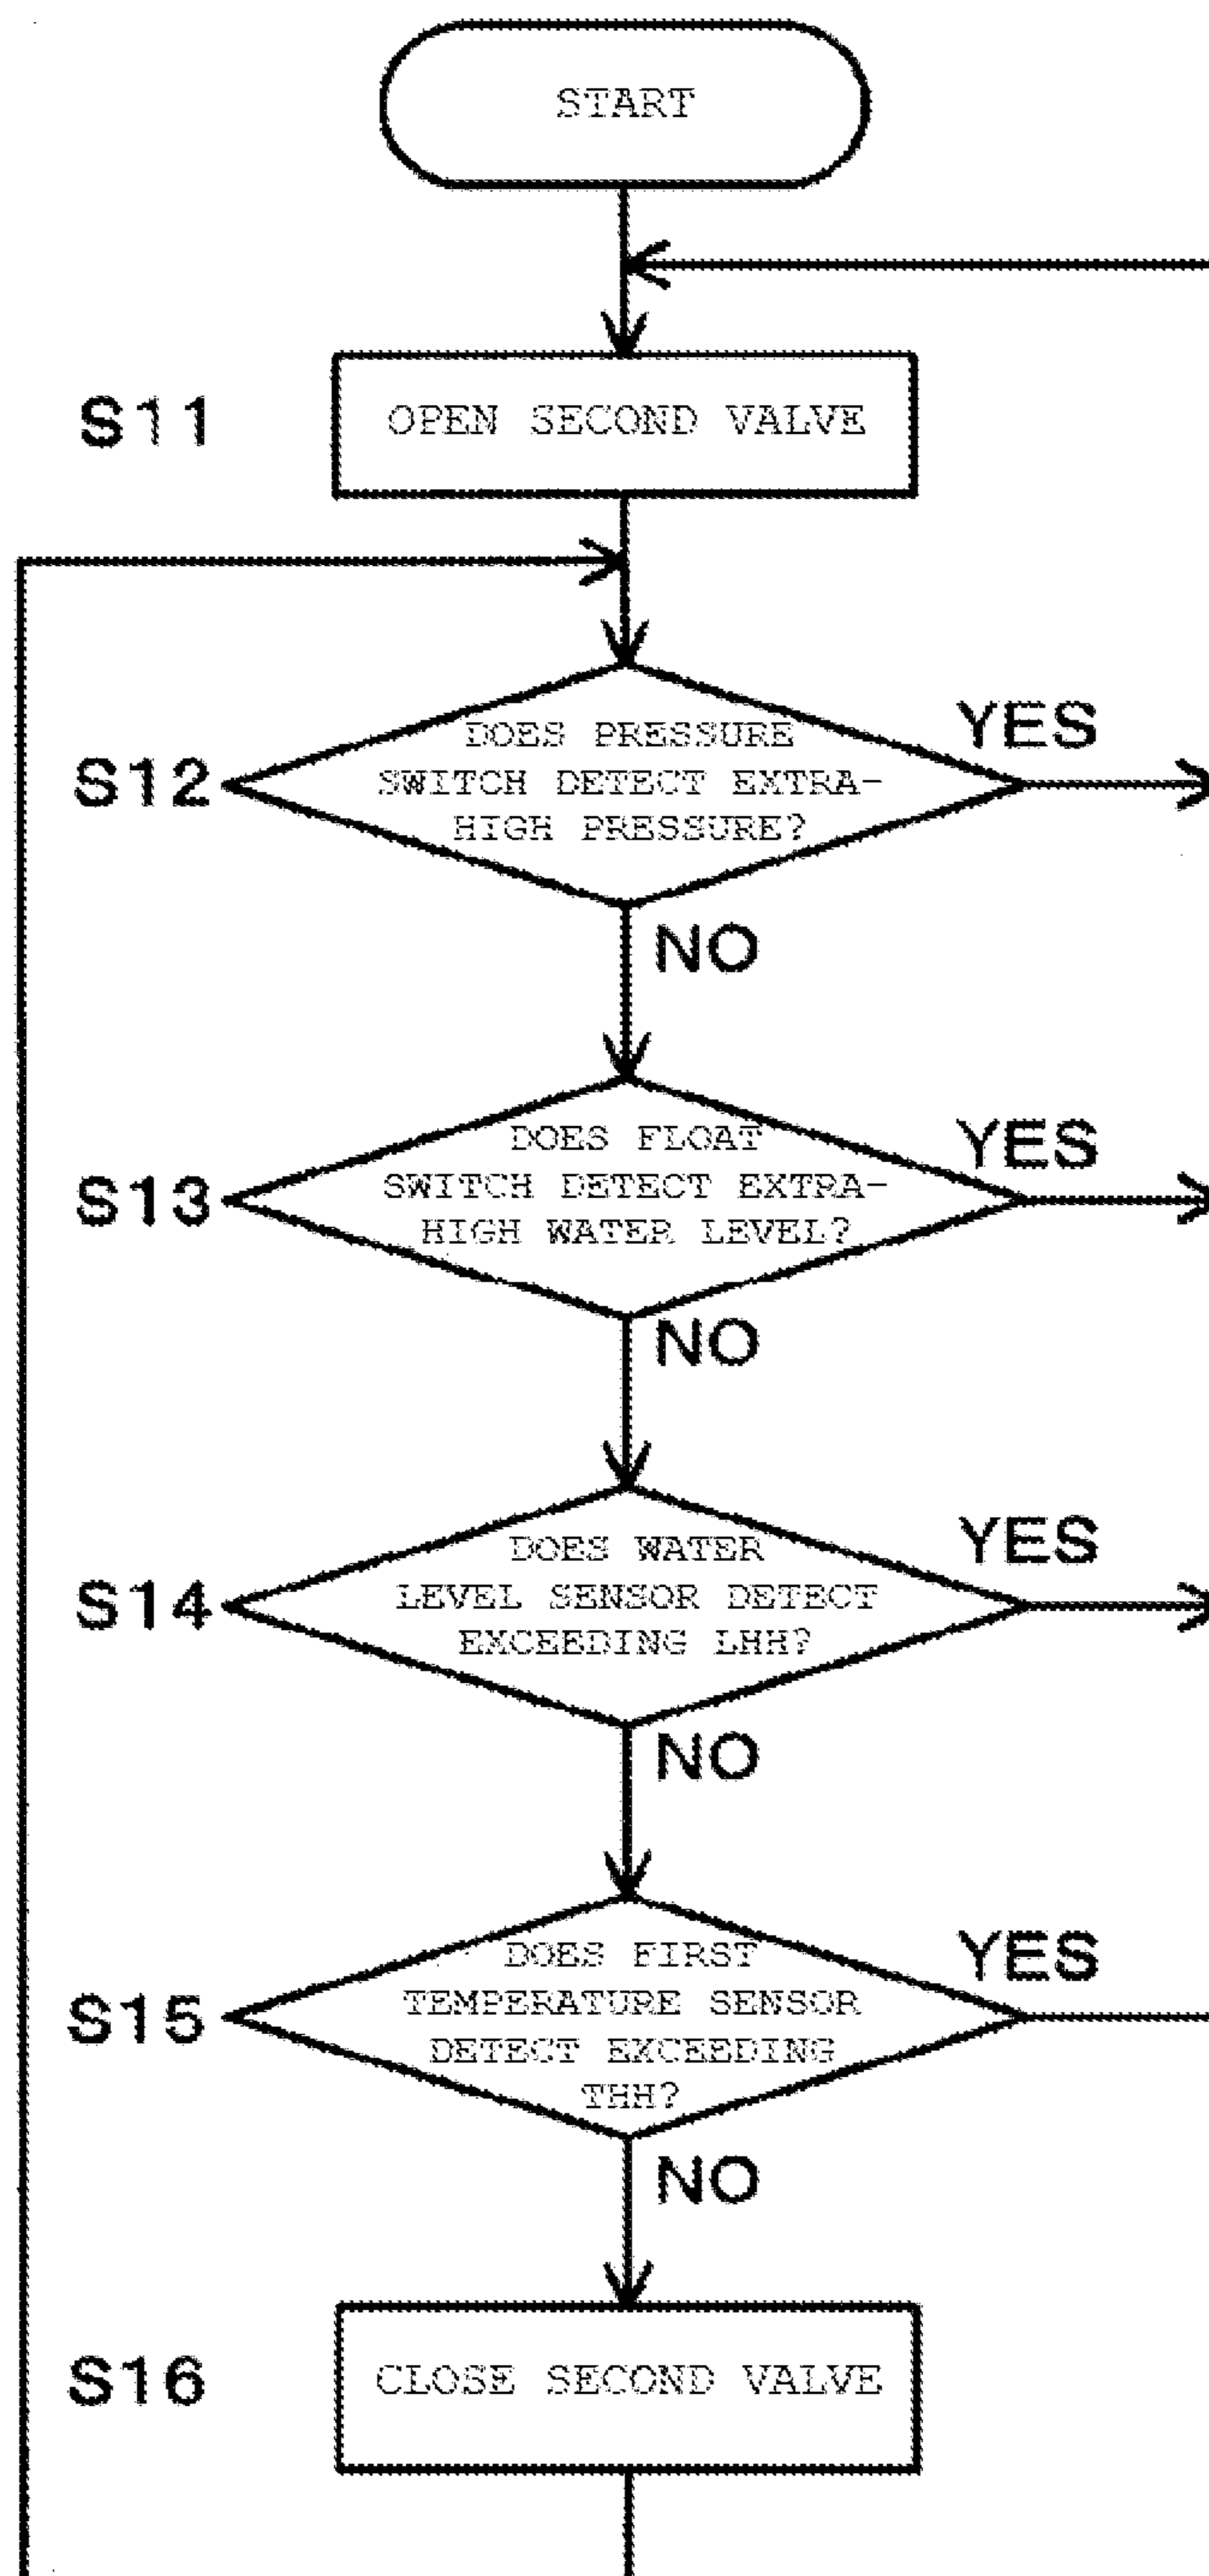 START
S11
OPEN SECOND VALVE
S12
DOES PRESSURE
SWITCH DETECT EXTRA-
HIGH PRESSURE?
YES
NO
S13
DOES FLOAT
SWITCH DETECT EXTRA-
HIGH WATER LEVEL?
YES
NO
S14
DOES WATER
LEVEL SENSOR DETECT
EXCEEDING LHH?
YES
NO
S15
DOES FIRST
TEMPERATURE SENSOR
DETECT EXCEEDING
THH?
YES
NO
S16
CLOSE SECOND VALVE